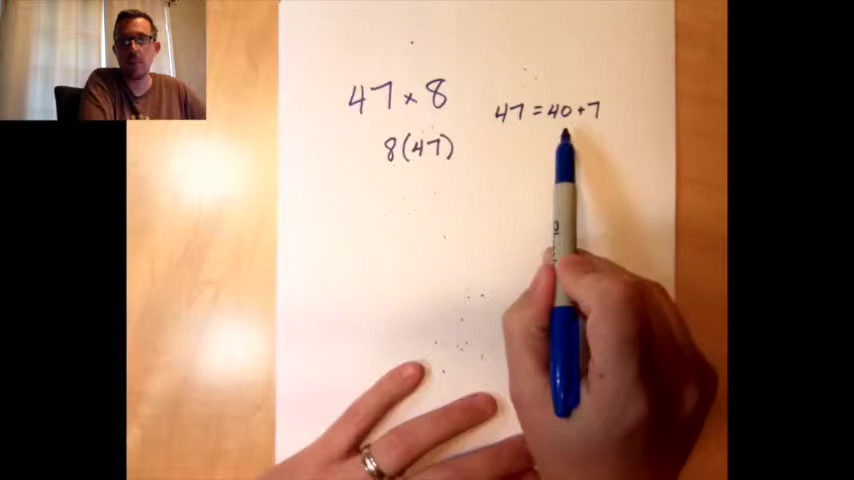 47 × 8
47 = 40 + 7
8(47)